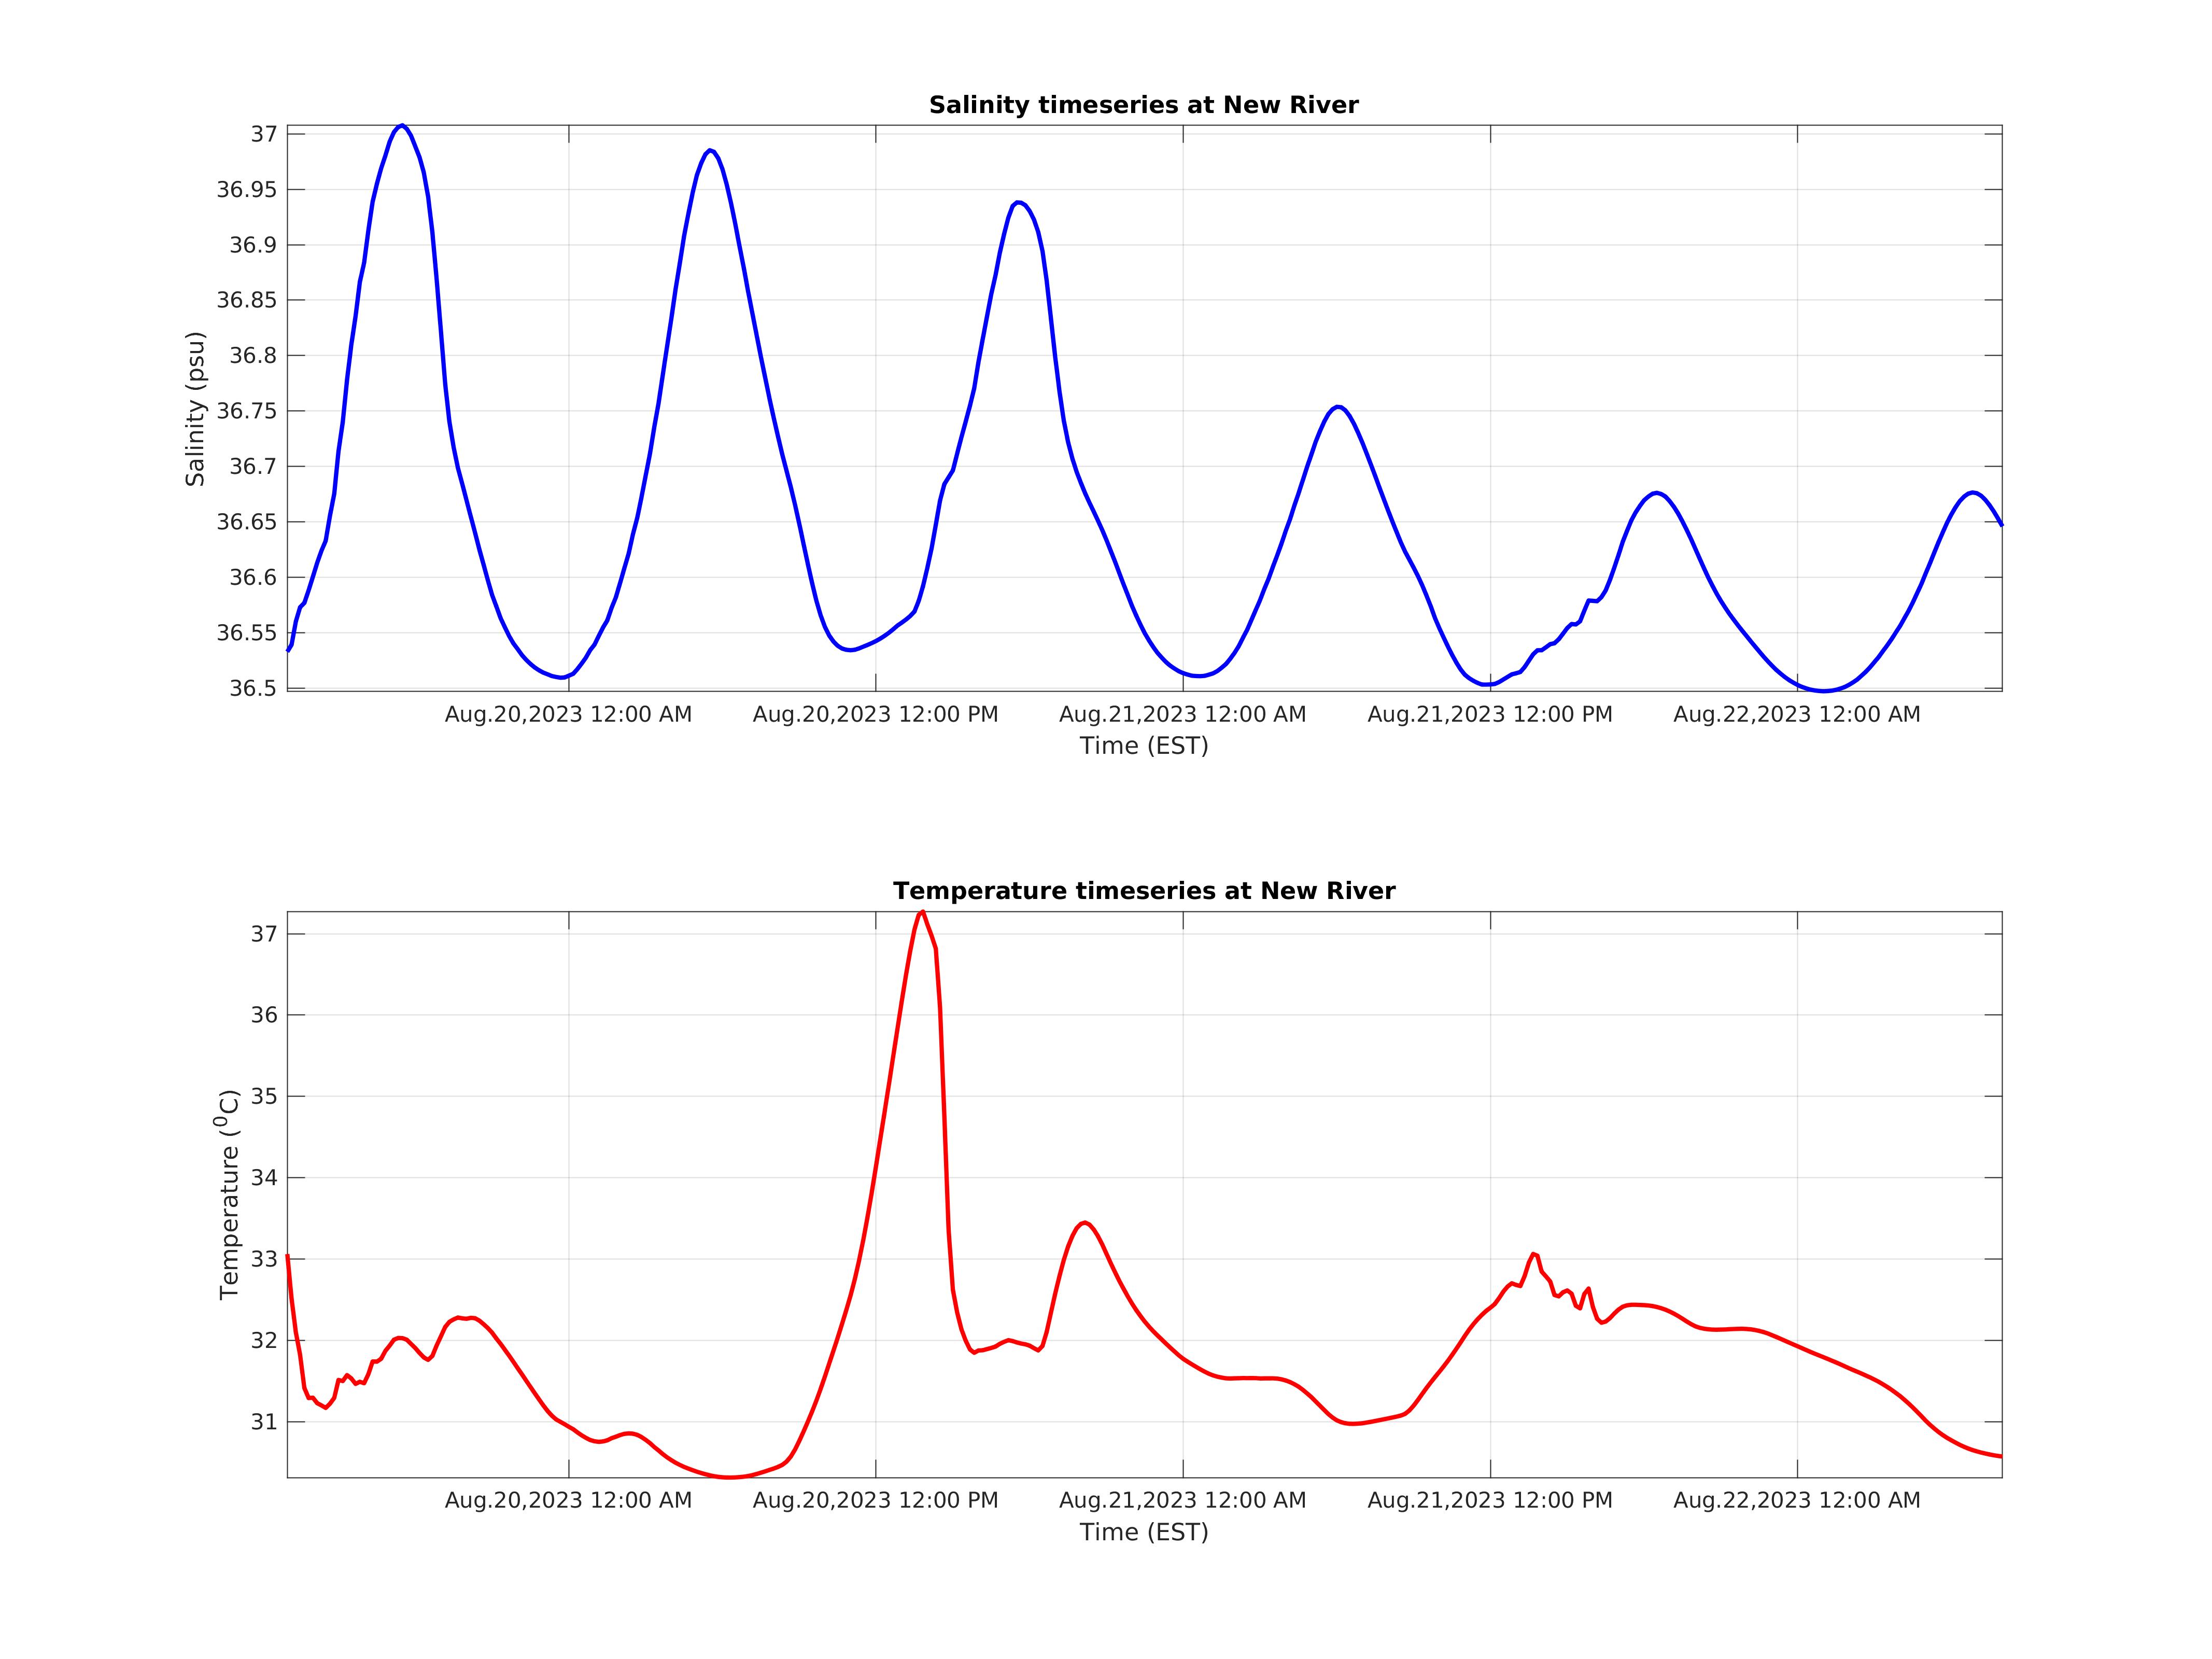 Salinity timeseries at New River
37
36.95
36.9
36.85
36.8
36.75
36.7
36.65
36.6
36.55
36.5
Salinity (psu)
Aug.20,2023 12:00 AM Aug.20,2023 12:00 PM Aug.21,2023 12:00 AM Aug.21,2023 12:00 PM Aug.22,2023 12:00 AM
Time (EST)
Temperature timeseries at New River
37
36
35
34
33
32
31
Temperature (⁰C)
Aug.20,2023 12:00 AM Aug.20,2023 12:00 PM Aug.21,2023 12:00 AM Aug.21,2023 12:00 PM Aug.22,2023 12:00 AM
Time (EST)